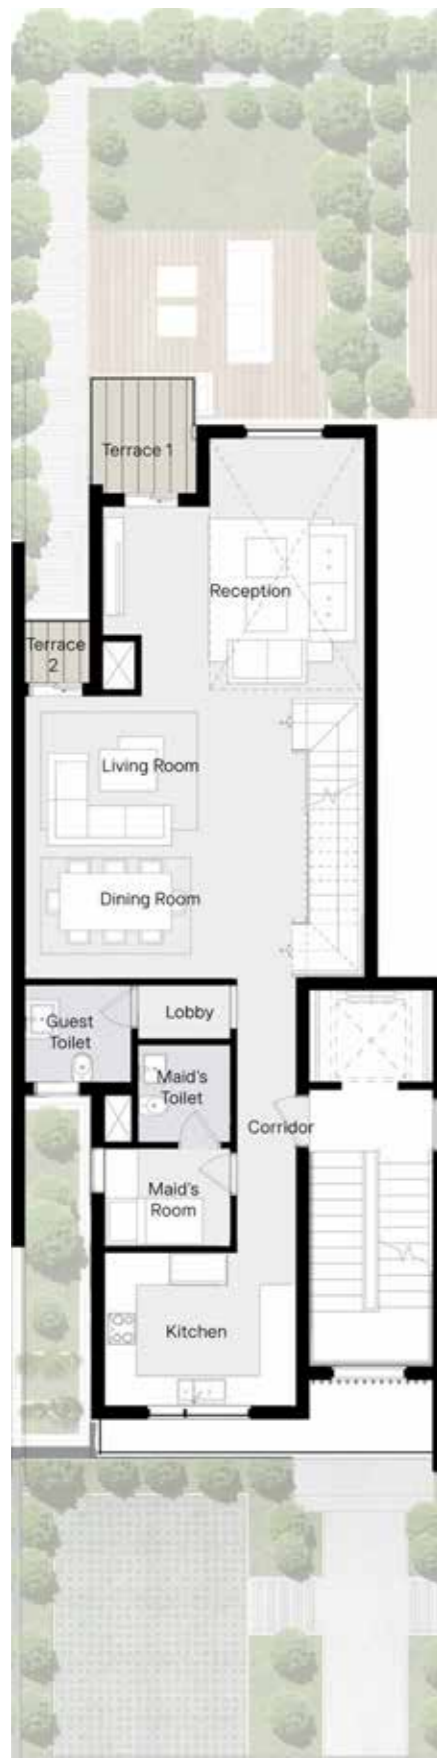 Terrace 1
Reception
Terrace
2
Living Room
Dining Room
Guest
Toilet
Lobby
Maid's
Toilet
Corridor
Maid's
Room
Kitchen